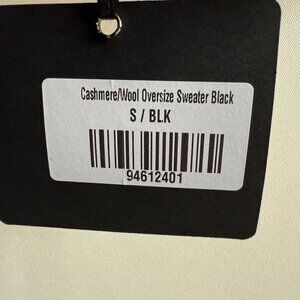 Cashmere/Wool Oversize Sweater Black
S / BLK
94612401